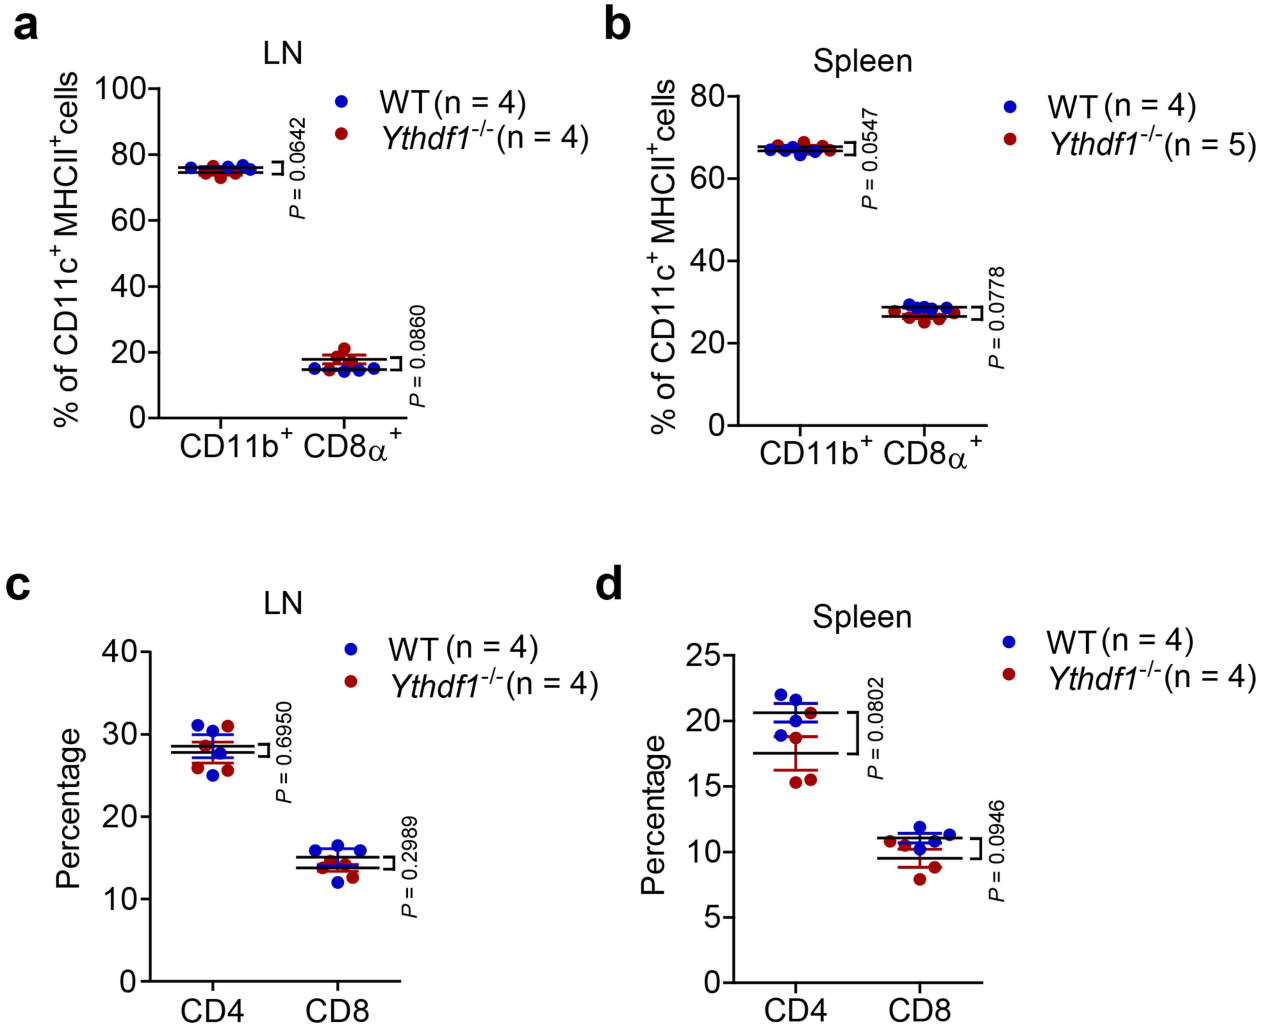 a
LN
% of CD11c⁺ MHCII⁺cells
100
80
60
40
20
0
WT (n = 4)
Ythdf1⁻/⁻(n = 4)
P = 0.0642
P = 0.0860
CD11b⁺ CD8α⁺
b
Spleen
% of CD11c⁺ MHCII⁺cells
80
60
40
20
0
WT (n = 4)
Ythdf1⁻/⁻(n = 5)
P = 0.0547
P = 0.0778
CD11b⁺ CD8α⁺
c
LN
Percentage
40
30
20
10
0
WT (n = 4)
Ythdf1⁻/⁻(n = 4)
P = 0.6950
P = 0.2989
CD4 CD8
d
Spleen
Percentage
25
20
15
10
5
0
WT (n = 4)
Ythdf1⁻/⁻(n = 4)
P = 0.0802
P = 0.0946
CD4 CD8